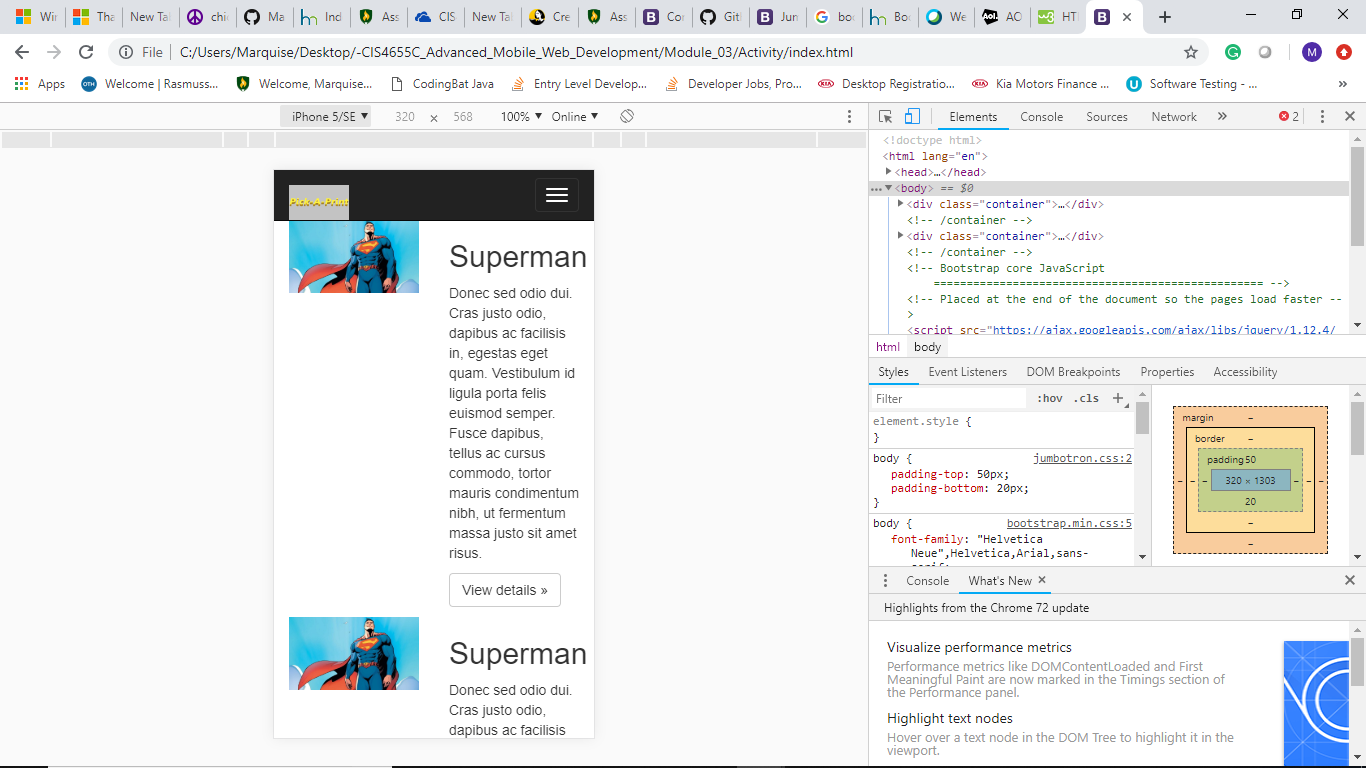 Win
Tha
New Tal
chi
Ma
Ind
Ass
CIS
New Tal
Cre
Ass
Cor
Git
Jun
boo
Boo
We
AO
HT
File
C:/Users/Marquise/Desktop/-CIS4655C_Advanced_Mobile_Web_Development/Module_03/Activity/index.html
M
Apps
Welcome | Rasmuss...
Welcome, Marquise...
CodingBat Java
Entry Level Develop...
Developer Jobs, Pro...
Desktop Registratio...
Kia Motors Finance ...
Software Testing - ...
»
iPhone 5/SE ▼ 320 × 568 100% ▼ Online ▼
Pick-A-Print
Superman
Donec sed odio dui.
Cras justo odio,
dapibus ac facilisis
in, egestas eget
quam. Vestibulum id
ligula porta felis
euismod semper.
Fusce dapibus,
tellus ac cursus
commodo, tortor
mauris condimentum
nibh, ut fermentum
massa justo sit amet
risus.
View details »
Superman
Donec sed odio dui.
Cras justo odio,
dapibus ac facilisis
Elements Console Sources Network » 2
<!doctype html>
<html lang="en">
<head>…</head>
… <body> == $0
<div class="container">…</div>
<!-- /container -->
<div class="container">…</div>
<!-- /container -->
<!-- Bootstrap core JavaScript
================================================== -->
<!-- Placed at the end of the document so the pages load faster --
>
<script src="https://ajax.googleapis.com/ajax/libs/jquery/1.12.4/
html body
Styles Event Listeners DOM Breakpoints Properties Accessibility
Filter :hov .cls +
element.style {
}
body { jumbotron.css:2
padding-top: 50px;
padding-bottom: 20px;
}
body { bootstrap.min.css:5
font-family: "Helvetica
Neue",Helvetica,Arial,sans-
serif;
margin –
border –
padding 50
– – – 320 × 1303 – – –
20
–
–
Console What's New ×
Highlights from the Chrome 72 update
Visualize performance metrics
Performance metrics like DOMContentLoaded and First
Meaningful Paint are now marked in the Timings section of
the Performance panel.
Highlight text nodes
Hover over a text node in the DOM Tree to highlight it in the
viewport.